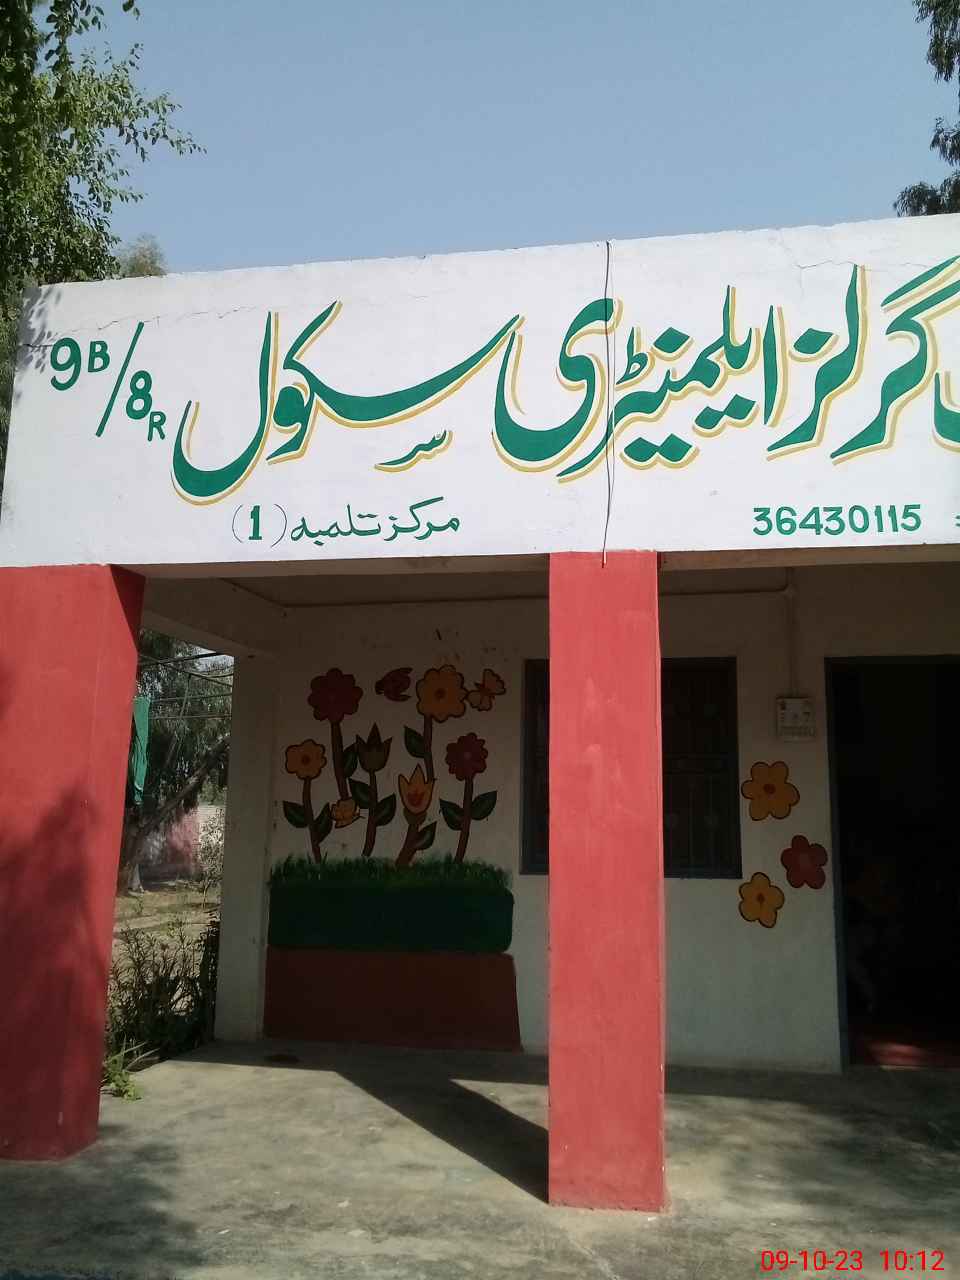 گرلز ایلیمنٹری سکول 9B/8R
36430115
مرکز تلمبہ (1)
09-10-23 10:12